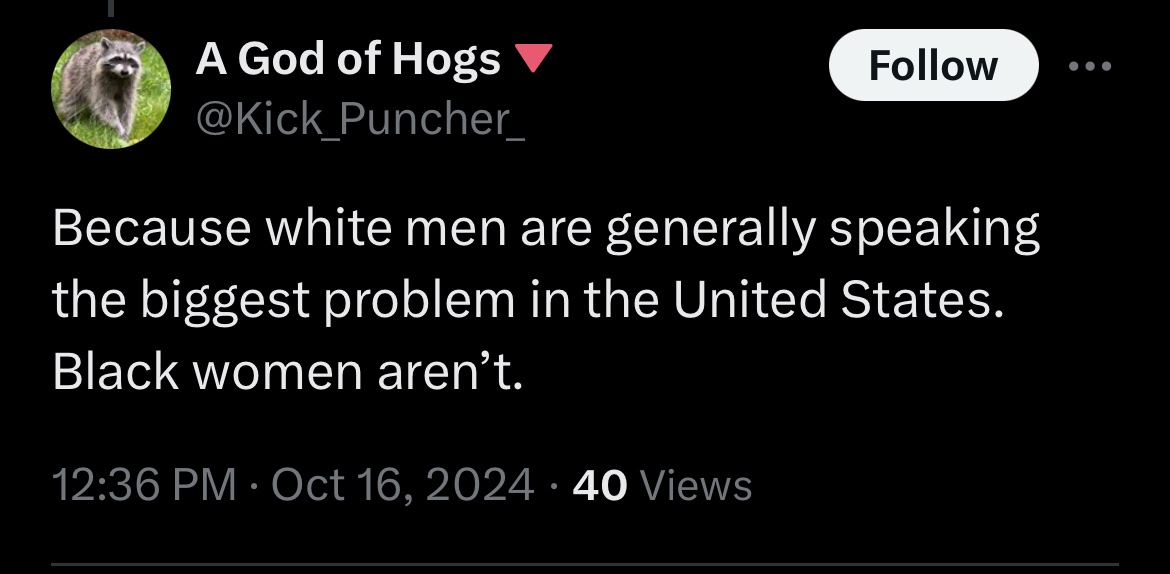 A God of Hogs
Follow
@Kick_Puncher_
Because white men are generally speaking
the biggest problem in the United States.
Black women aren’t.
12:36 PM · Oct 16, 2024 · 40 Views